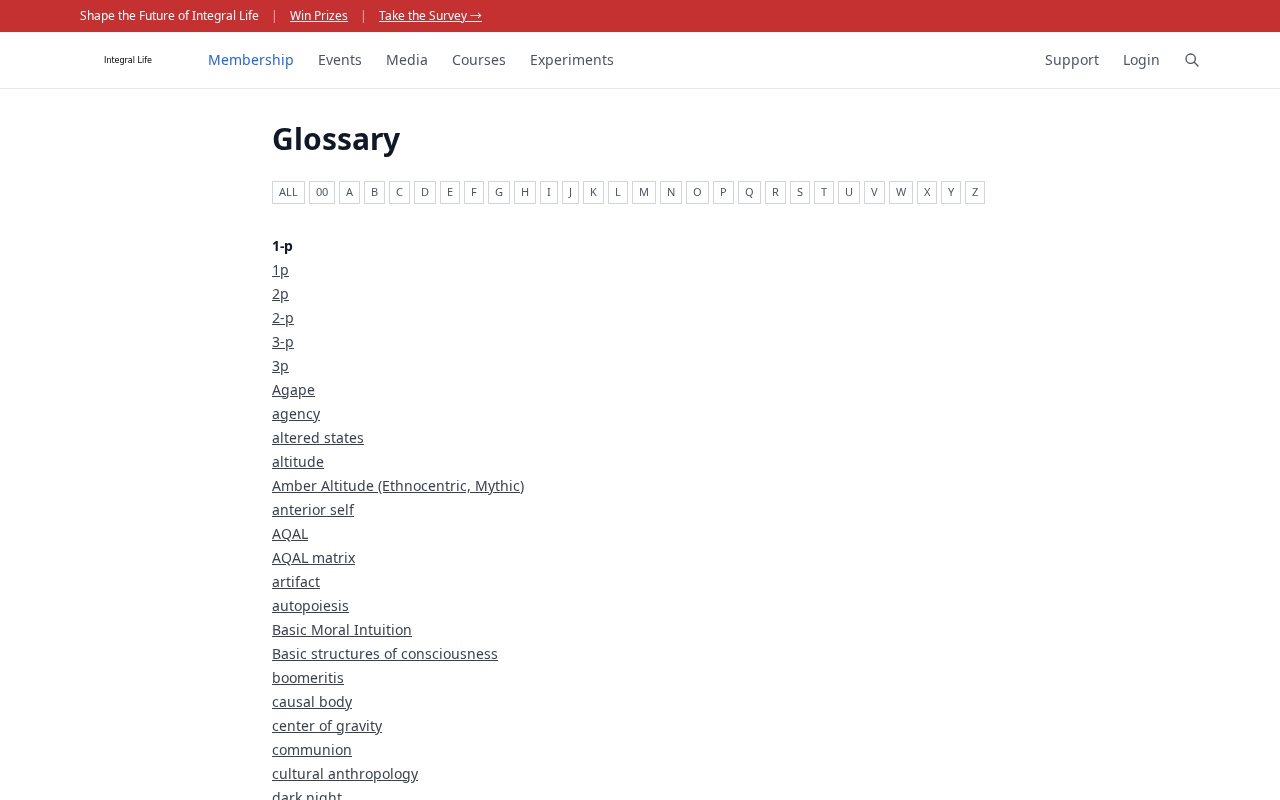 Shape the Future of Integral Life | Win Prizes | Take the Survey →
Integral Life Membership Events Media Courses Experiments Support Login
Glossary
ALL 00 A B C D E F G H I J K L M N O P Q R S T U V W X Y Z
1-p
1p
2p
2-p
3-p
3p
Agape
agency
altered states
altitude
Amber Altitude (Ethnocentric, Mythic)
anterior self
AQAL
AQAL matrix
artifact
autopoiesis
Basic Moral Intuition
Basic structures of consciousness
boomeritis
causal body
center of gravity
communion
cultural anthropology
dark night